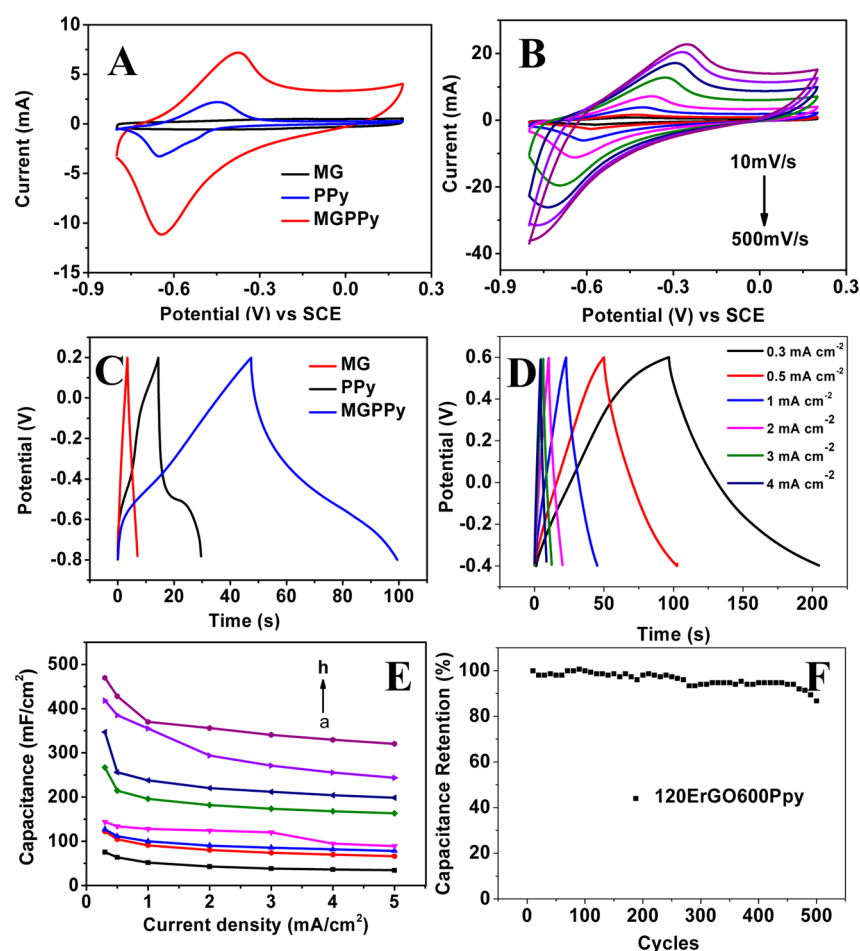 A
Current (mA)
10
5
0
-5
-10
-15
MG
PPy
MGPPy
-0.9 -0.6 -0.3 0.0 0.3
Potential (V) vs SCE
B
Current (mA)
40
20
0
-20
-40
10mV/s
500mV/s
-0.9 -0.6 -0.3 0.0 0.3
Potential (V) vs SCE
C
Potential (V)
0.2
0.0
-0.2
-0.4
-0.6
-0.8
MG
PPy
MGPPy
0 20 40 60 80 100
Time (s)
D
Potential (V)
0.6
0.4
0.2
0.0
-0.2
-0.4
0.3 mA cm⁻²
0.5 mA cm⁻²
1 mA cm⁻²
2 mA cm⁻²
3 mA cm⁻²
4 mA cm⁻²
0 50 100 150 200
Time (s)
E
Capacitance (mF/cm²)
500
400
300
200
100
0
h
a
0 1 2 3 4 5
Current density (mA/cm²)
F
Capacitance Retention (%)
100
80
60
40
20
0
120ErGO600Ppy
0 100 200 300 400 500
Cycles